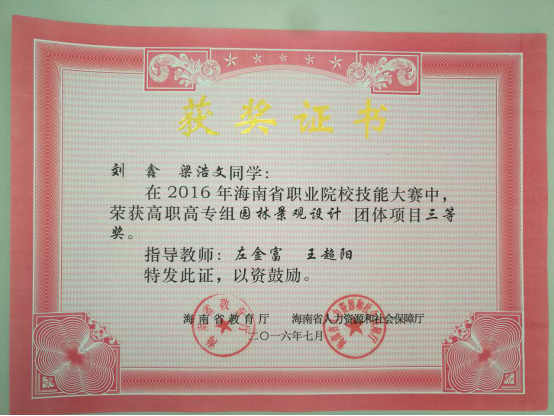 获奖证书
刘鑫 梁浩文同学：
在2016年海南省职业院校技能大赛中，
荣获高职高专组园林景观设计 团体项目三等
奖。
指导教师：左金富 王超阳
特发此证，以资鼓励。
海南省教育厅 海南省人力资源和社会保障厅
二〇一六年七月